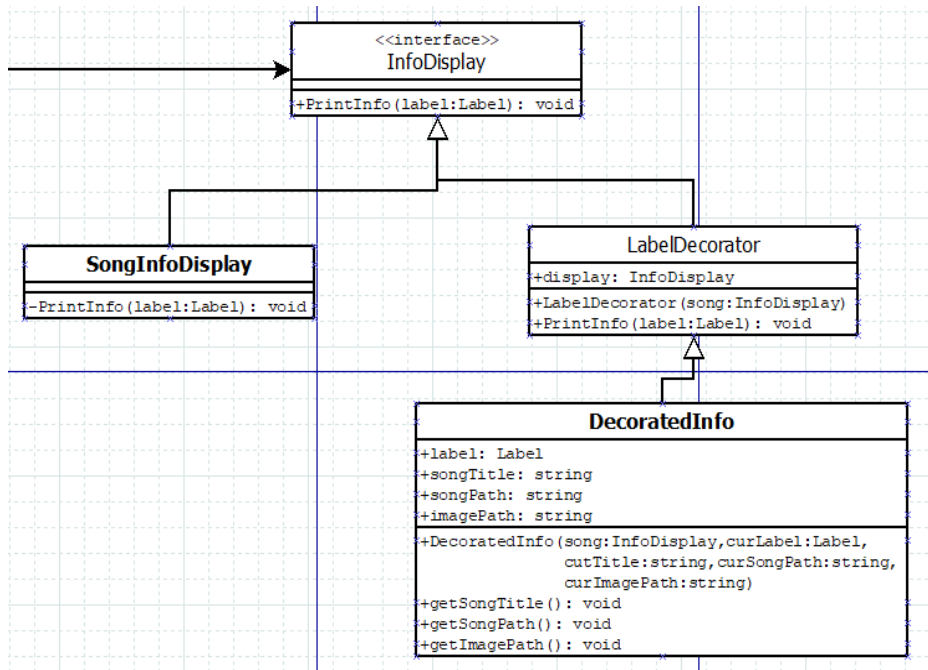 <<interface>>
InfoDisplay
+PrintInfo(label:Label): void
SongInfoDisplay
-PrintInfo(label:Label): void
LabelDecorator
+display: InfoDisplay
+LabelDecorator(song:InfoDisplay)
+PrintInfo(label:Label): void
DecoratedInfo
+label: Label
+songTitle: string
+songPath: string
+imagePath: string
+DecoratedInfo(song:InfoDisplay,curLabel:Label,
cutTitle:string,curSongPath:string,
curImagePath:string)
+getSongTitle(): void
+getSongPath(): void
+getImagePath(): void